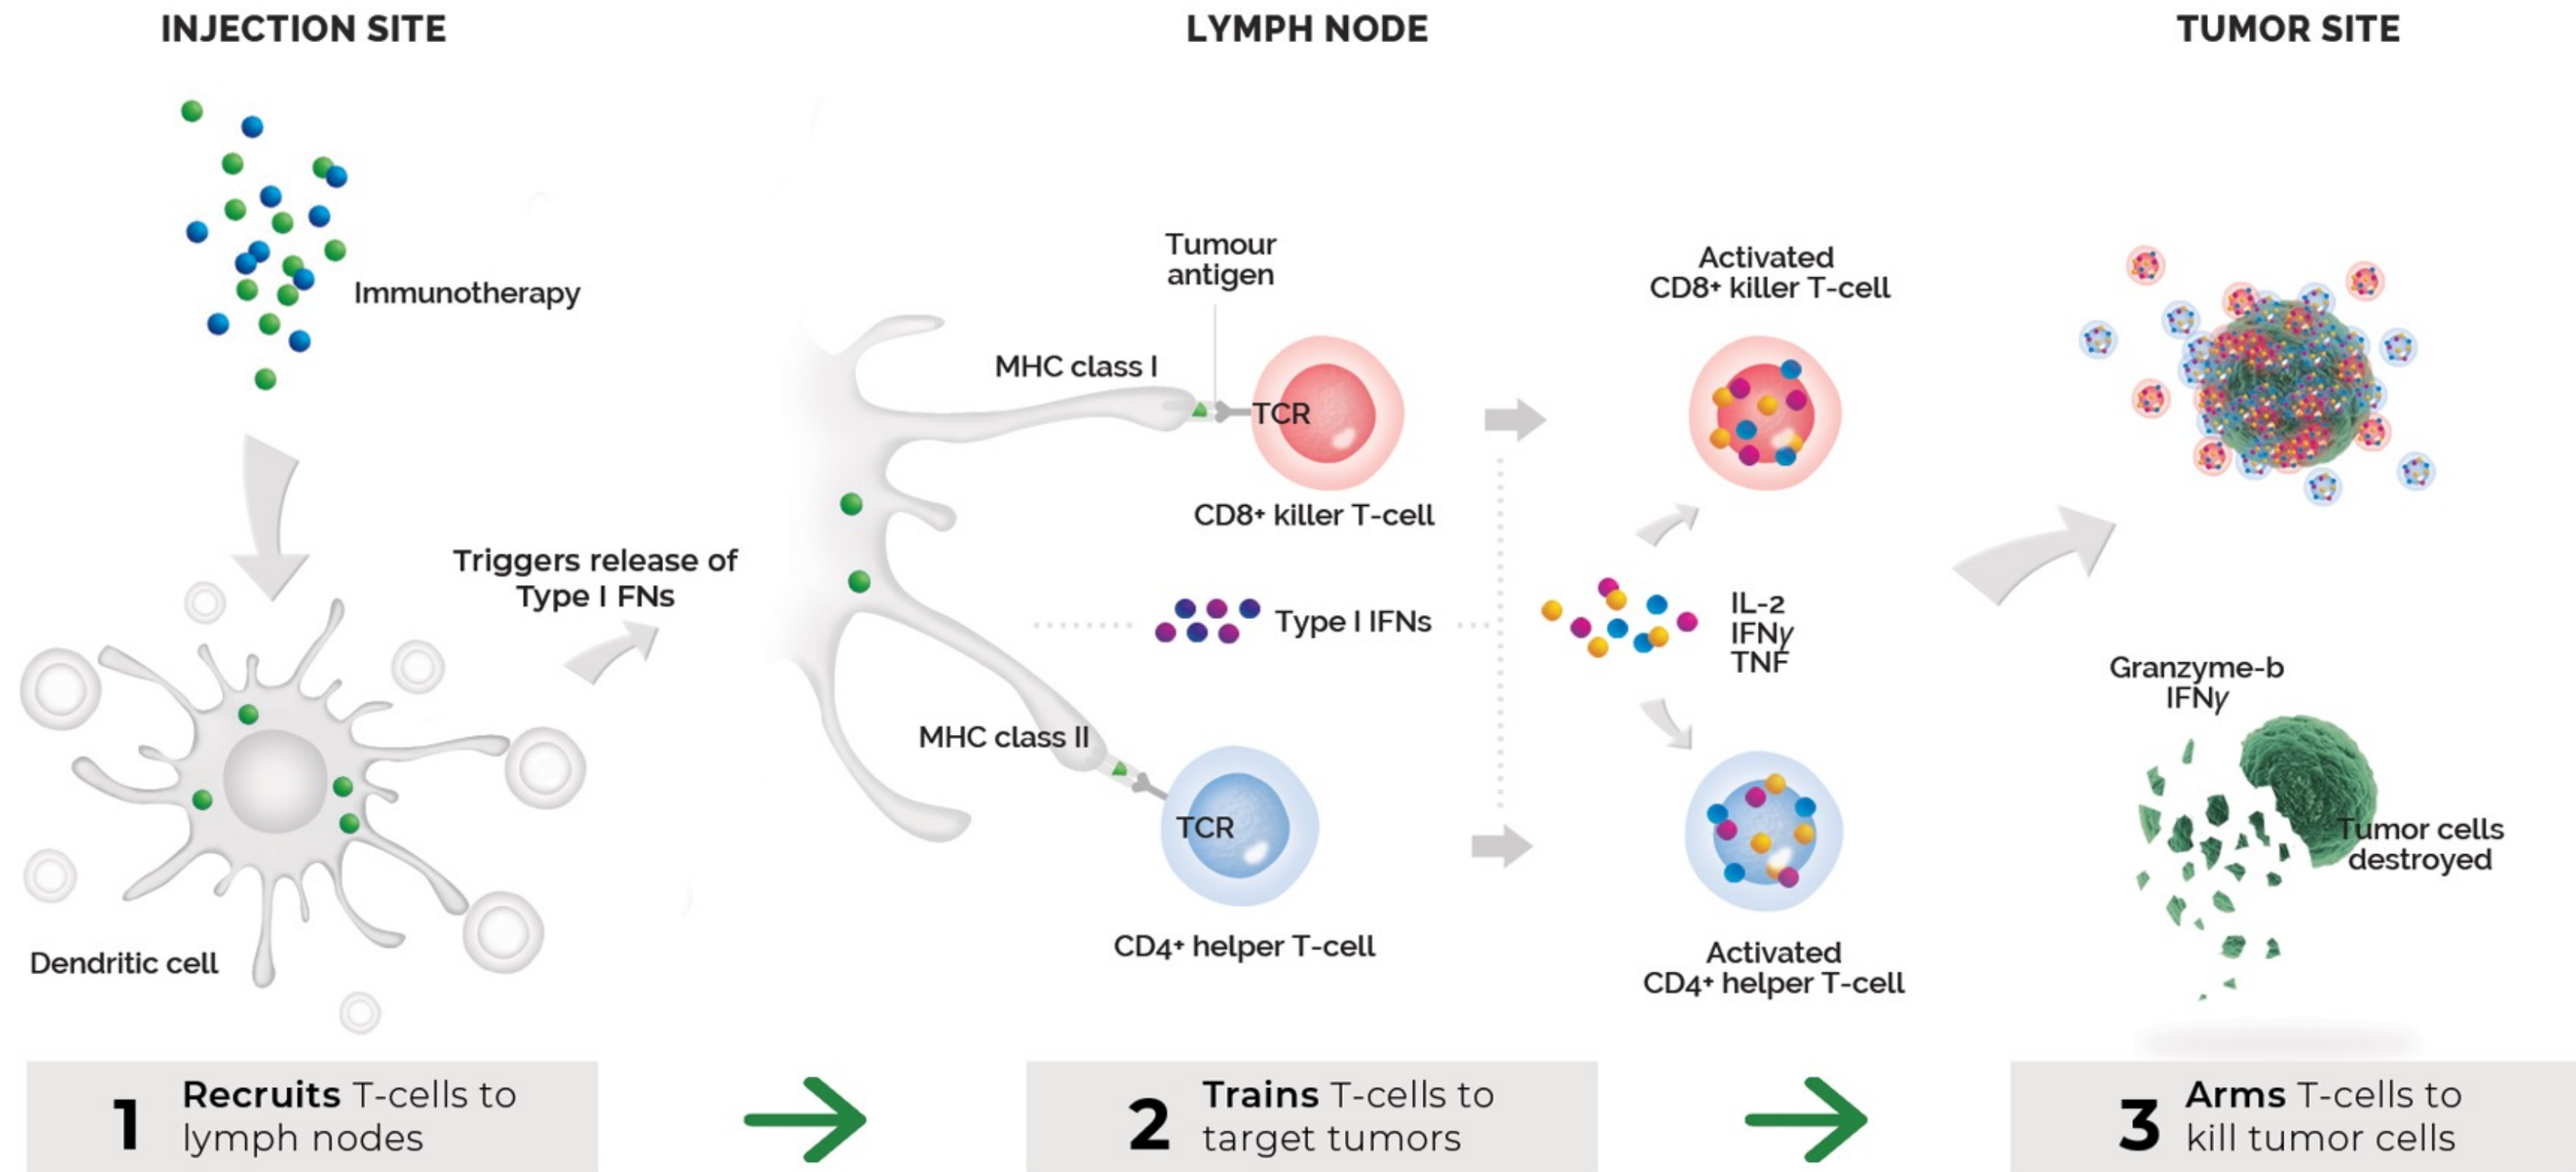 INJECTION SITE
Immunotherapy
Triggers release of
Type I FNs
Dendritic cell
1
Recruits T-cells to
lymph nodes
LYMPH NODE
Tumour
antigen
MHC class I
TCR
CD8+ killer T-cell
Type I IFNs
MHC class II
TCR
CD4+ helper T-cell
Activated
CD8+ killer T-cell
IL-2
IFNγ
TNF
Activated
CD4+ helper T-cell
2
Trains T-cells to
target tumors
TUMOR SITE
Granzyme-b
IFNγ
Tumor cells
destroyed
3
Arms T-cells to
kill tumor cells